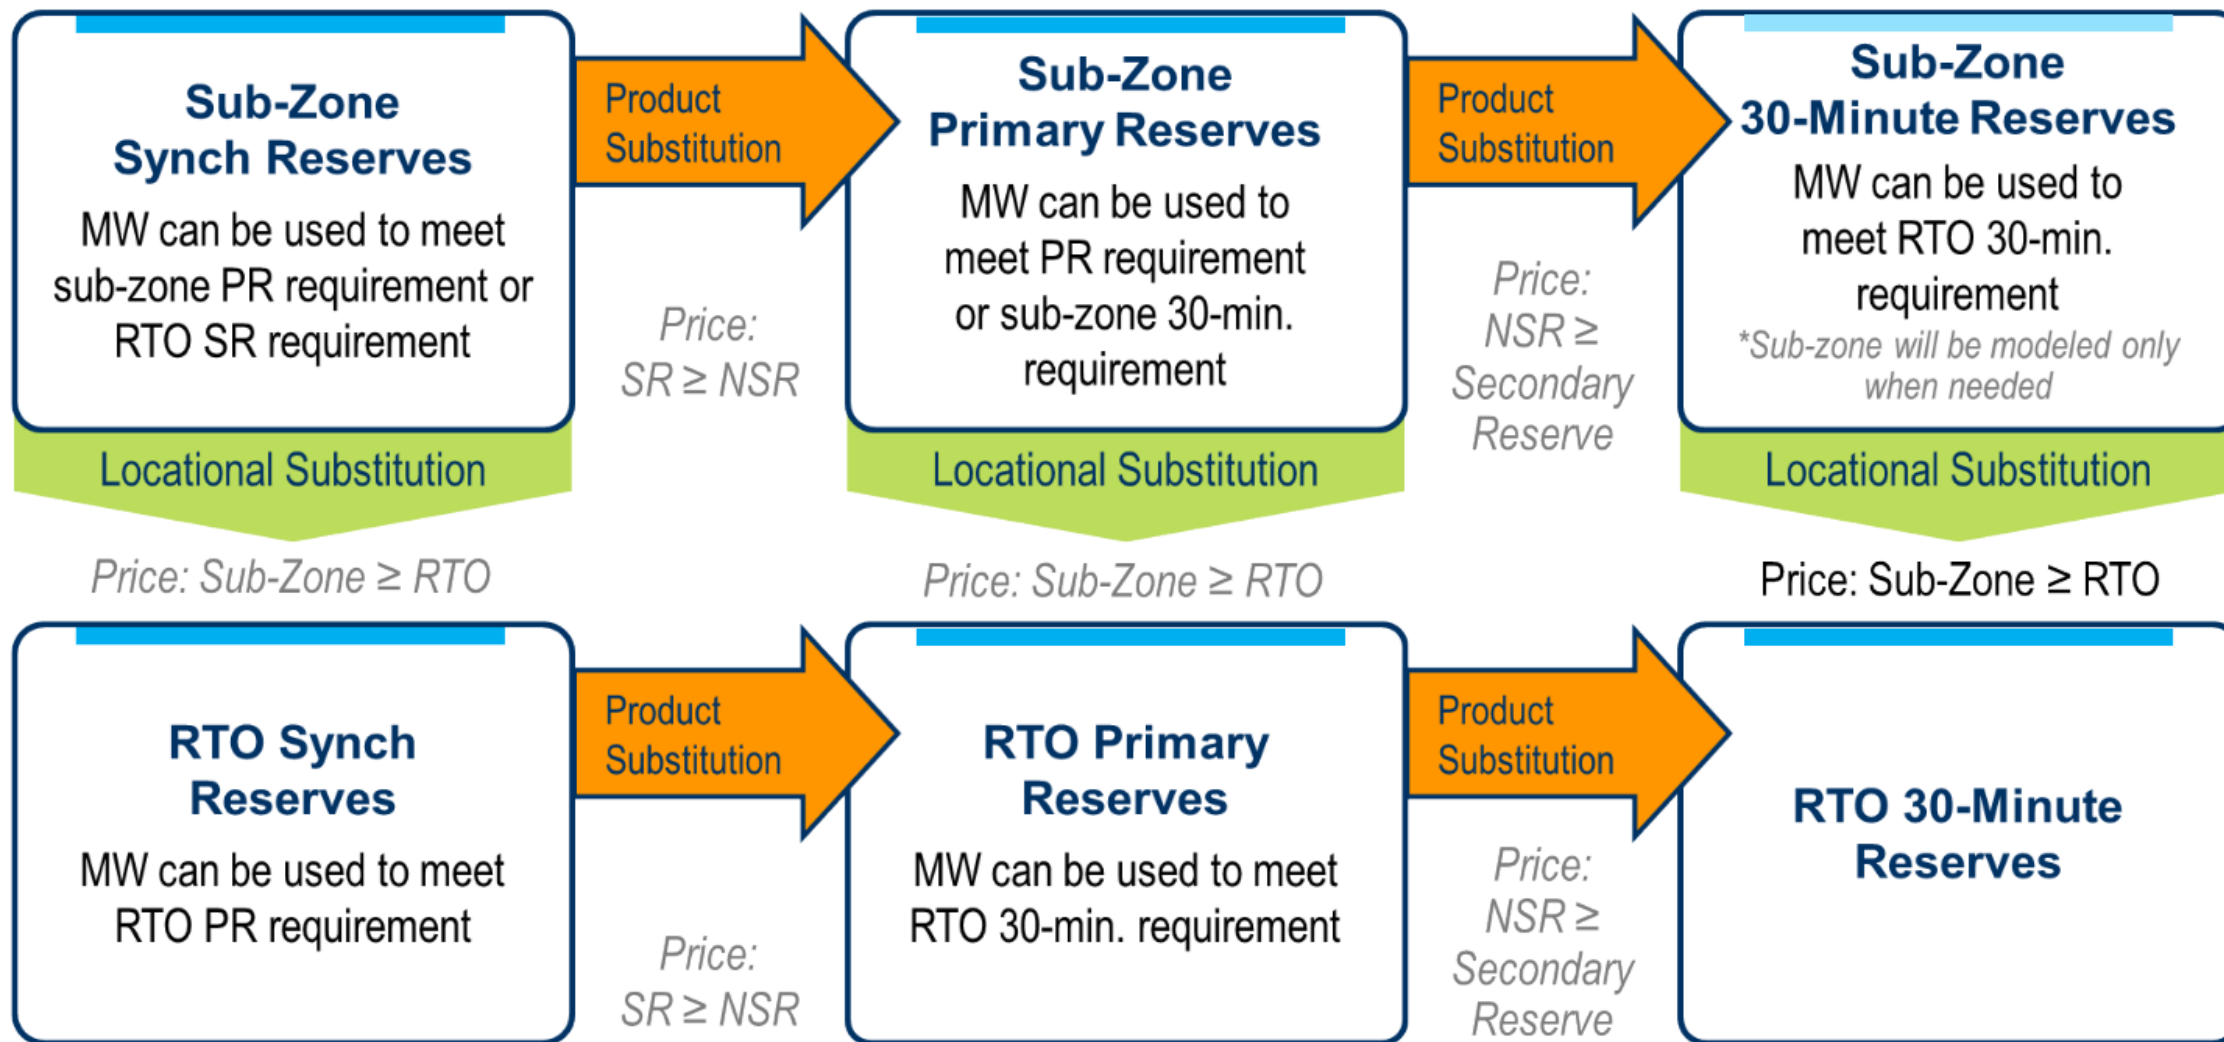 Sub-Zone
Synch Reserves
MW can be used to meet
sub-zone PR requirement or
RTO SR requirement
Product
Substitution
Price:
SR ≥ NSR
Sub-Zone
Primary Reserves
MW can be used to
meet PR requirement
or sub-zone 30-min.
requirement
Product
Substitution
Price:
NSR ≥
Secondary
Reserve
Sub-Zone
30-Minute Reserves
MW can be used to
meet RTO 30-min.
requirement
*Sub-zone will be modeled only
when needed
Locational Substitution
Locational Substitution
Locational Substitution
Price: Sub-Zone ≥ RTO
Price: Sub-Zone ≥ RTO
Price: Sub-Zone ≥ RTO
RTO Synch
Reserves
MW can be used to meet
RTO PR requirement
Product
Substitution
Price:
SR ≥ NSR
RTO Primary
Reserves
MW can be used to meet
RTO 30-min. requirement
Product
Substitution
Price:
NSR ≥
Secondary
Reserve
RTO 30-Minute
Reserves